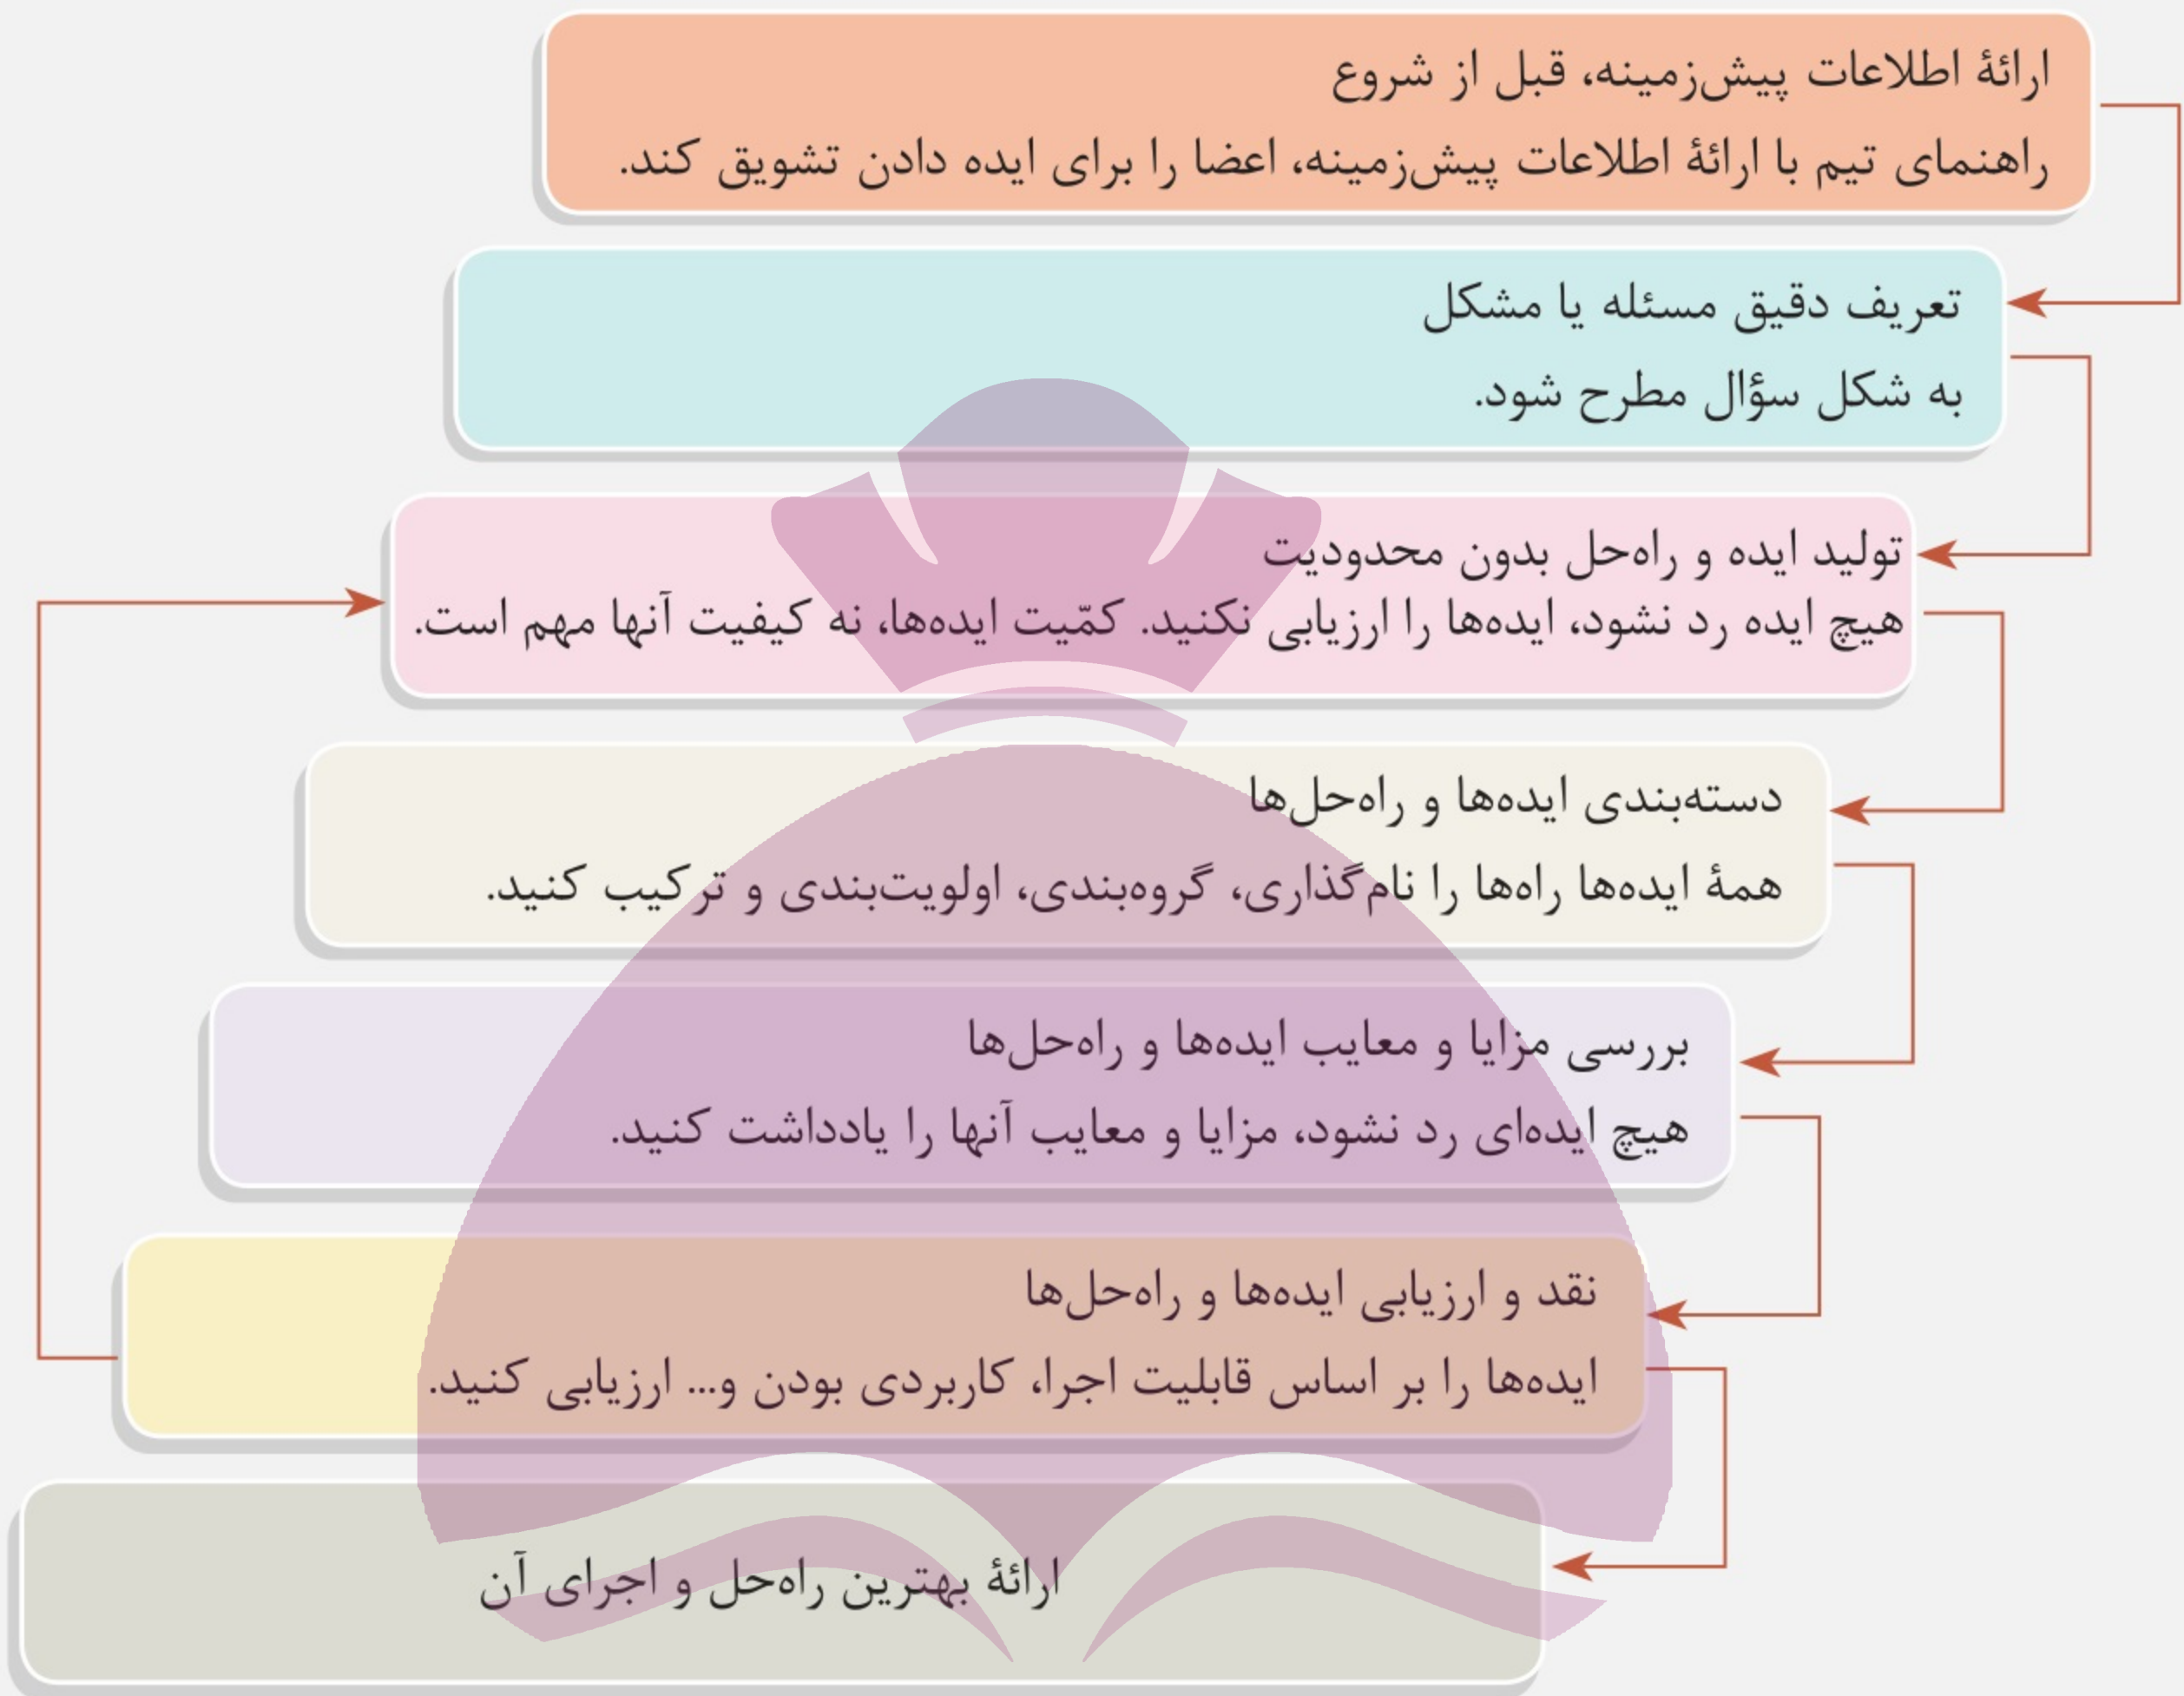 ارائهٔ اطلاعات پیش‌زمینه، قبل از شروع
راهنمای تیم با ارائهٔ اطلاعات پیش‌زمینه، اعضا را برای ایده دادن تشویق کند.
تعریف دقیق مسئله یا مشکل
به شکل سؤال مطرح شود.
تولید ایده و راه‌حل بدون محدودیت
هیچ ایده رد نشود، ایده‌ها را ارزیابی نکنید. کمّیت ایده‌ها، نه کیفیت آنها مهم است.
دسته‌بندی ایده‌ها و راه‌حل‌ها
همهٔ ایده‌ها راه‌ها را نام‌گذاری، گروه‌بندی، اولویت‌بندی و ترکیب کنید.
بررسی مزایا و معایب ایده‌ها و راه‌حل‌ها
هیچ ایده‌ای رد نشود، مزایا و معایب آنها را یادداشت کنید.
نقد و ارزیابی ایده‌ها و راه‌حل‌ها
ایده‌ها را بر اساس قابلیت اجرا، کاربردی بودن و... ارزیابی کنید.
ارائهٔ بهترین راه‌حل و اجرای آن